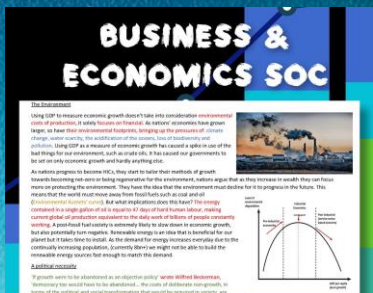 BUSINESS &
ECONOMICS SOC
The Environment
Using GDP to measure economic growth doesn't take into consideration environmental
costs of production, it solely focuses on financial. As nations' economies have grown
larger, so have their environmental footprints, bringing up the pressures of climate
change, water scarcity, the acidification of the oceans, loss of biodiversity and
pollution. Using GDP as a measure of economic growth has caused a spike in use of the
bad things for our environment, such as crude oils. It has caused our governments to
be set on only economic growth and hardly anything else.
As nations progress to become HICs, they start to tailor their methods of growth
towards becoming net-zero or being regenerative for the environment, nations argue that as they increase in wealth they can focus
more on protecting the environment. They have the idea that the environment must decline for it to progress in the future. This
means that the world must move away from fossil fuels such as coal and oil
But what implications does this have? The energy
contained in a single gallon of oil is equal to 47 days of hard human labour, making
current global oil production equivalent to the daily work of billions of people constantly
working. A post-fossil fuel society is extremely likely to slow down in economic growth,
but also potentially turn negative. Renewable energy is an idea that is beneficial for our
planet but it takes time to install. As the demand for energy increases everyday due to the
continually increasing population, (currently 8bn+) we might not be able to build the
renewable energy sources fast enough to match this demand.
A political necessity
'If growth were to be abandoned as an objective policy' wrote Wilfred Beckerman,
'democracy too would have to be abandoned... the costs of deliberate non-growth, in